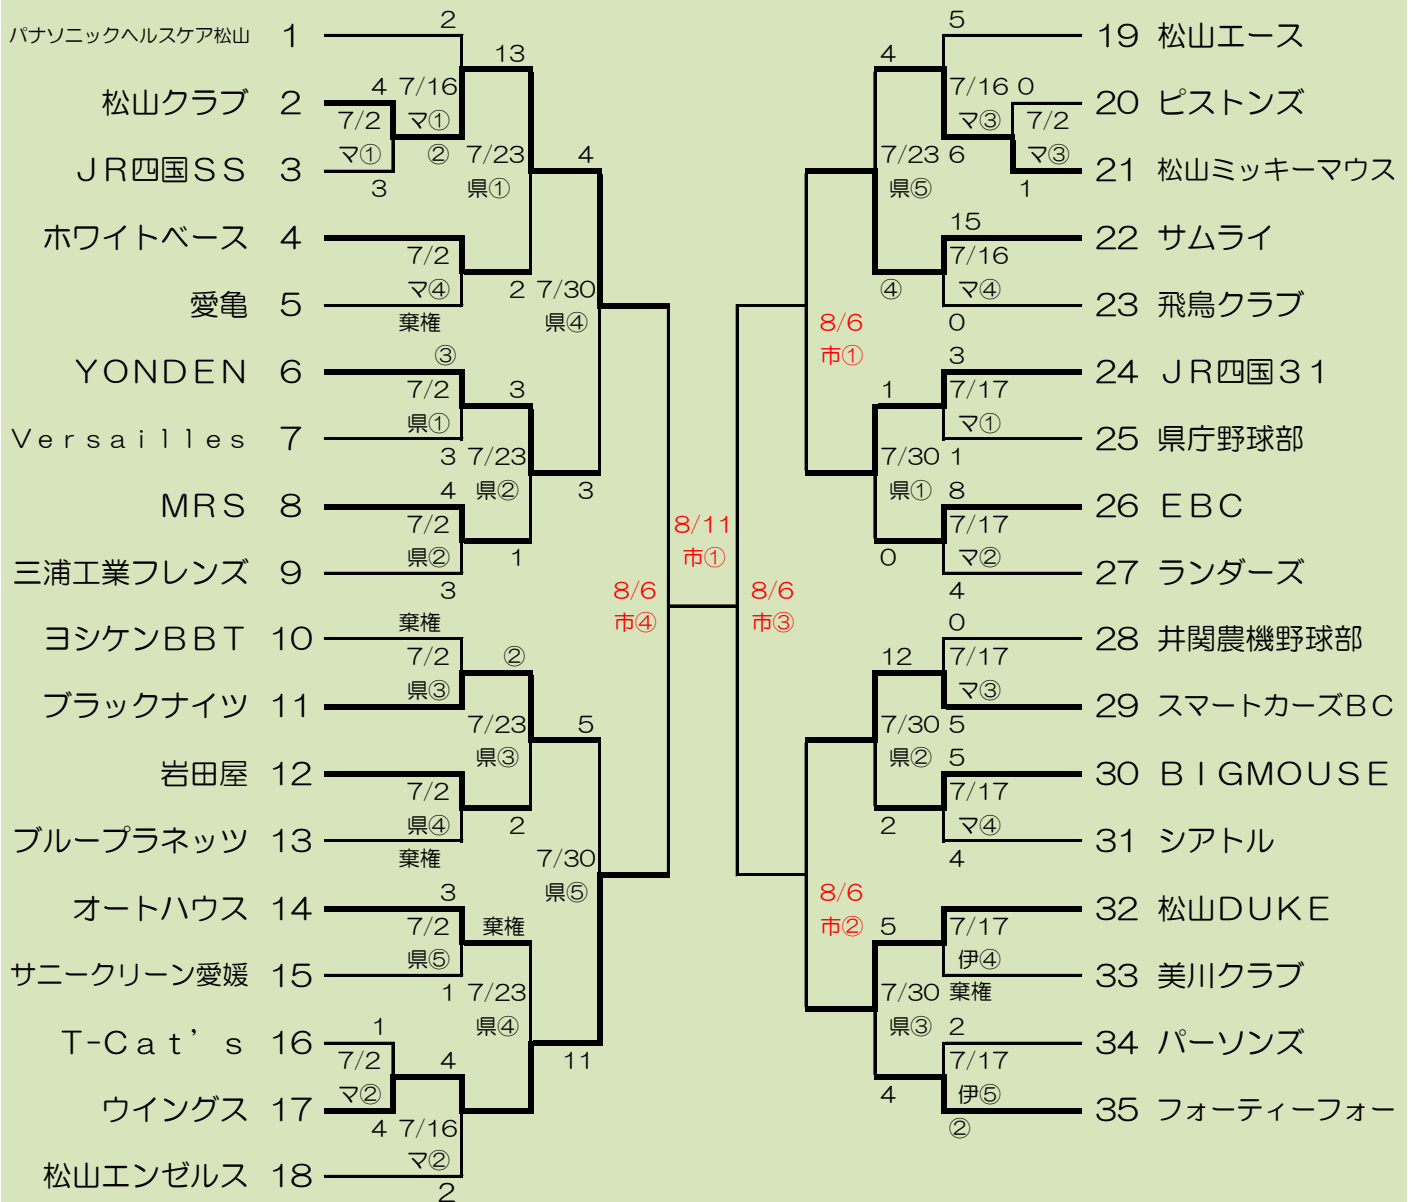 2
5
パナソニックヘルスケア松山 1
19 松山エース
13
4
4 7/16
7/16 0
松山クラブ 2
20 ピストンズ
7/2 マ①
マ③ 7/2
マ① ② 7/23
7/23 6 マ③
JR四国SS 3
4
21 松山ミッキーマウス
3
県①
県⑤
1
15
ホワイトベース 4
22 サムライ
7/2
7/16
マ④
2 7/30
④
マ④
愛亀 5
23 飛鳥クラブ
棄権
県④
8/6
0
③
市①
3
YONDEN 6
24 JR四国31
7/2
3
1
7/17
県①
マ①
Versailles 7
25 県庁野球部
3 7/23
7/30 1
MRS 8
4
県②
3
県① 8
26 EBC
7/2
8/11
7/17
県②
1
市①
0
マ②
三浦工業フレンズ 9
27 ランダーズ
3
8/6
8/6
4
棄権
市④
市③
0
ヨシケンBBT 10
28 井関農機野球部
7/2
②
12
7/17
県③
マ③
ブラックナイツ 11
29 スマートカーズBC
7/23
5
7/30 5
県③
県② 5
岩田屋 12
30 BIGMOUSE
7/2
7/17
県④
2
2
マ④
ブループラネッツ 13
31 シアトル
棄権
7/30
4
3
県⑤
8/6
オートハウス 14
32 松山DUKE
7/2
棄権
市②
5
7/17
県⑤
伊④
サニークリーン愛媛 15
33 美川クラブ
1 7/23
7/30 棄権
県④
県③ 2
T-Cat’s 16
1
34 パーソンズ
7/2
4
11
7/17
マ②
4
伊⑤
ウイングス 17
35 フォーティーフォー
4 7/16
②
マ②
松山エンゼルス 18
2